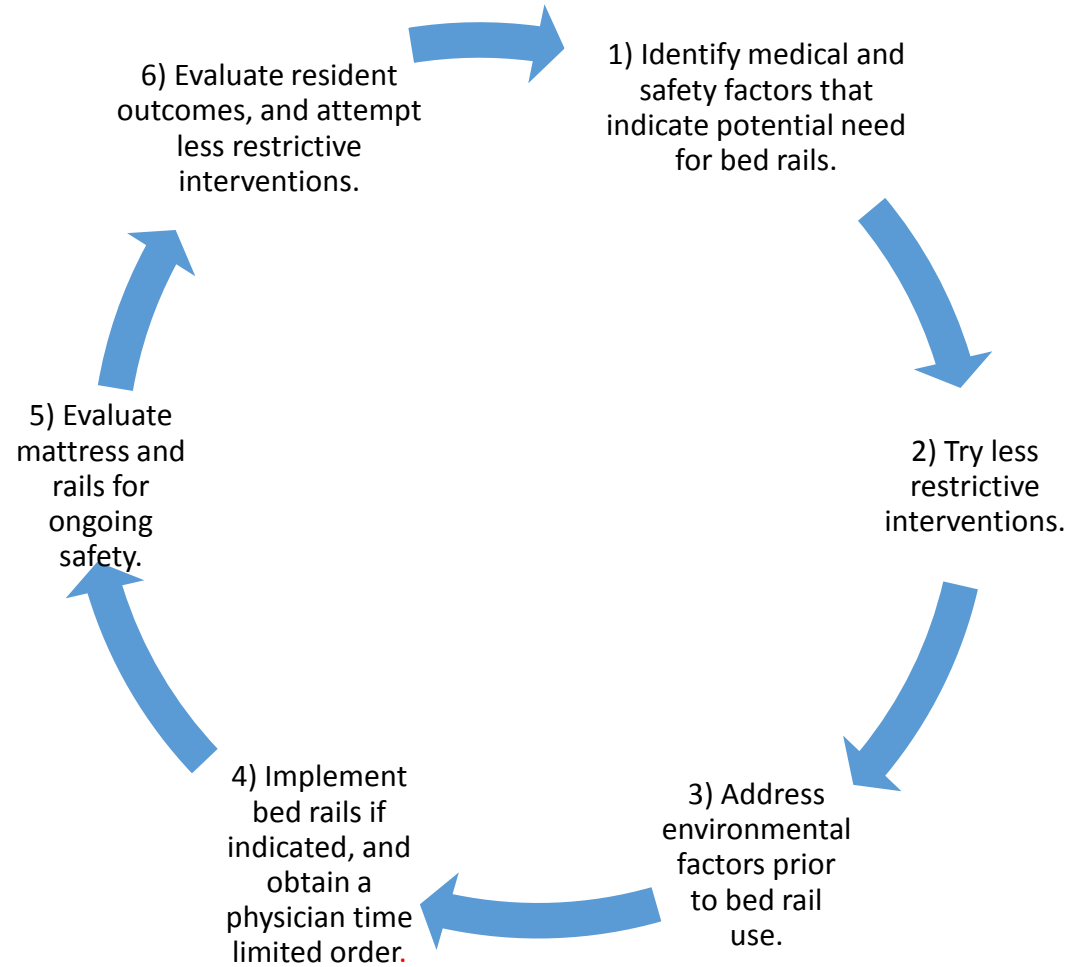 1) Identify medical and
safety factors that
indicate potential need
for bed rails.
2) Try less
restrictive
interventions.
3) Address
environmental
factors prior
to bed rail
use.
4) Implement
bed rails if
indicated, and
obtain a
physician time
limited order.
5) Evaluate
mattress and
rails for
ongoing
safety.
6) Evaluate resident
outcomes, and attempt
less restrictive
interventions.